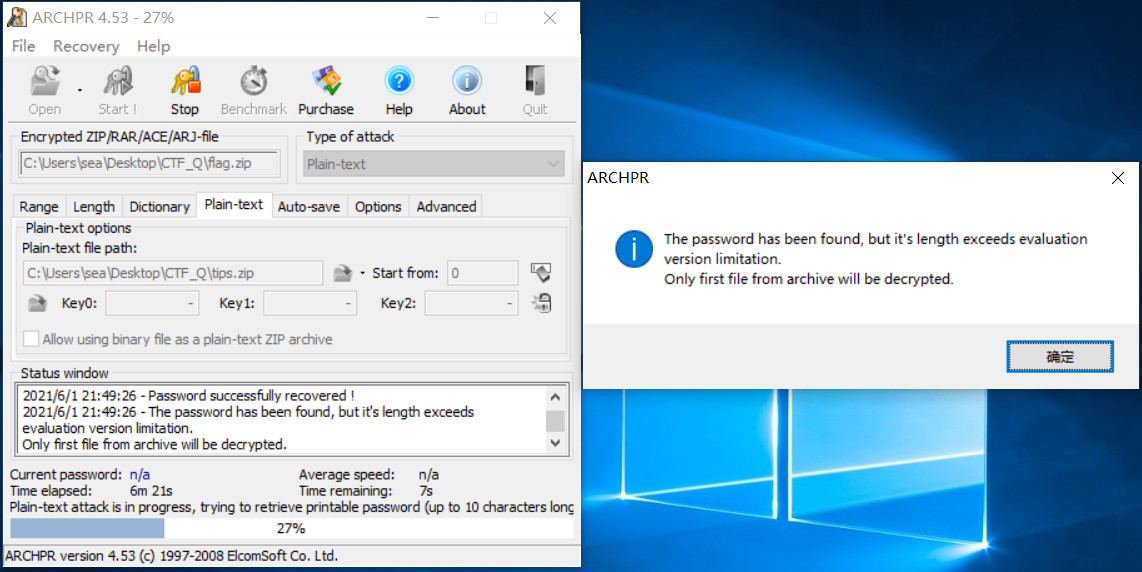 ARCHPR 4.53 - 27%
File Recovery Help
Open Start ! Stop Benchmark Purchase Help About Quit
Encrypted ZIP/RAR/ACE/ARJ-file
C:\Users\sea\Desktop\CTF_Q\flag.zip
Type of attack
Plain-text
Range Length Dictionary Plain-text Auto-save Options Advanced
Plain-text options
Plain-text file path:
C:\Users\sea\Desktop\CTF_Q\tips.zip
Start from: 0
Key0: - Key1: - Key2: -
Allow using binary file as a plain-text ZIP archive
Status window
2021/6/1 21:49:26 - Password successfully recovered !
2021/6/1 21:49:26 - The password has been found, but it's length exceeds
evaluation version limitation.
Only first file from archive will be decrypted.
Current password: n/a Average speed: n/a
Time elapsed: 6m 21s Time remaining: 7s
Plain-text attack is in progress, trying to retrieve printable password (up to 10 characters long
27%
ARCHPR version 4.53 (c) 1997-2008 ElcomSoft Co. Ltd.
ARCHPR
The password has been found, but it's length exceeds evaluation
version limitation.
Only first file from archive will be decrypted.
确定